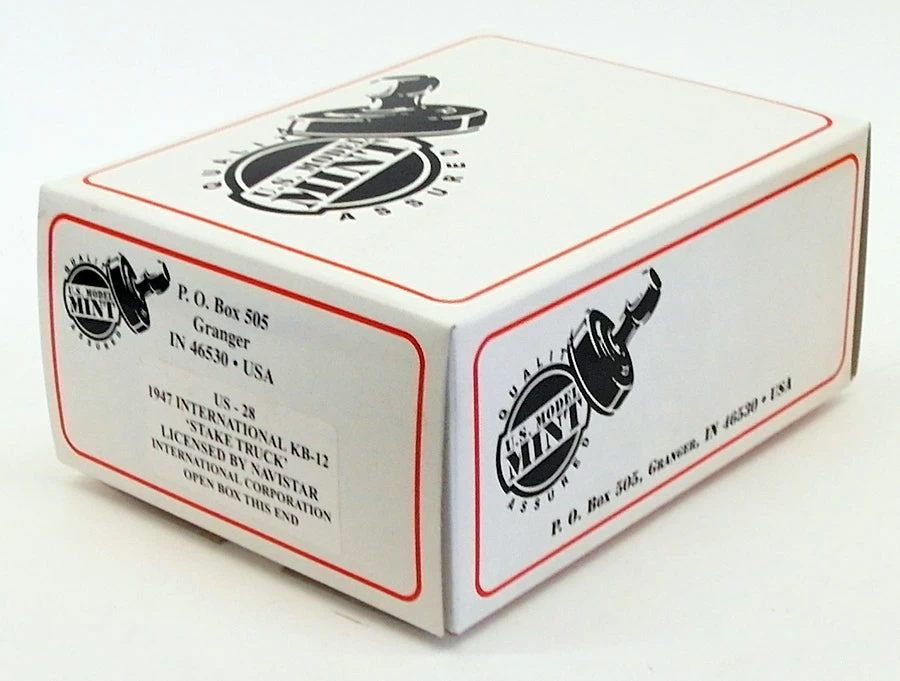 QUALITY
U.S. MODEL
MINT
ASSURED
QUALITY
U.S. MODEL
MINT
ASSURED
P. O. Box 505
Granger
IN 46530 • USA
US - 28
1947 INTERNATIONAL KB-12
'STAKE TRUCK'
LICENSED BY NAVISTAR
INTERNATIONAL CORPORATION
OPEN BOX THIS END
QUALITY
U.S. MODEL
MINT
ASSURED
P. O. Box 505, Granger, IN 46530 • USA